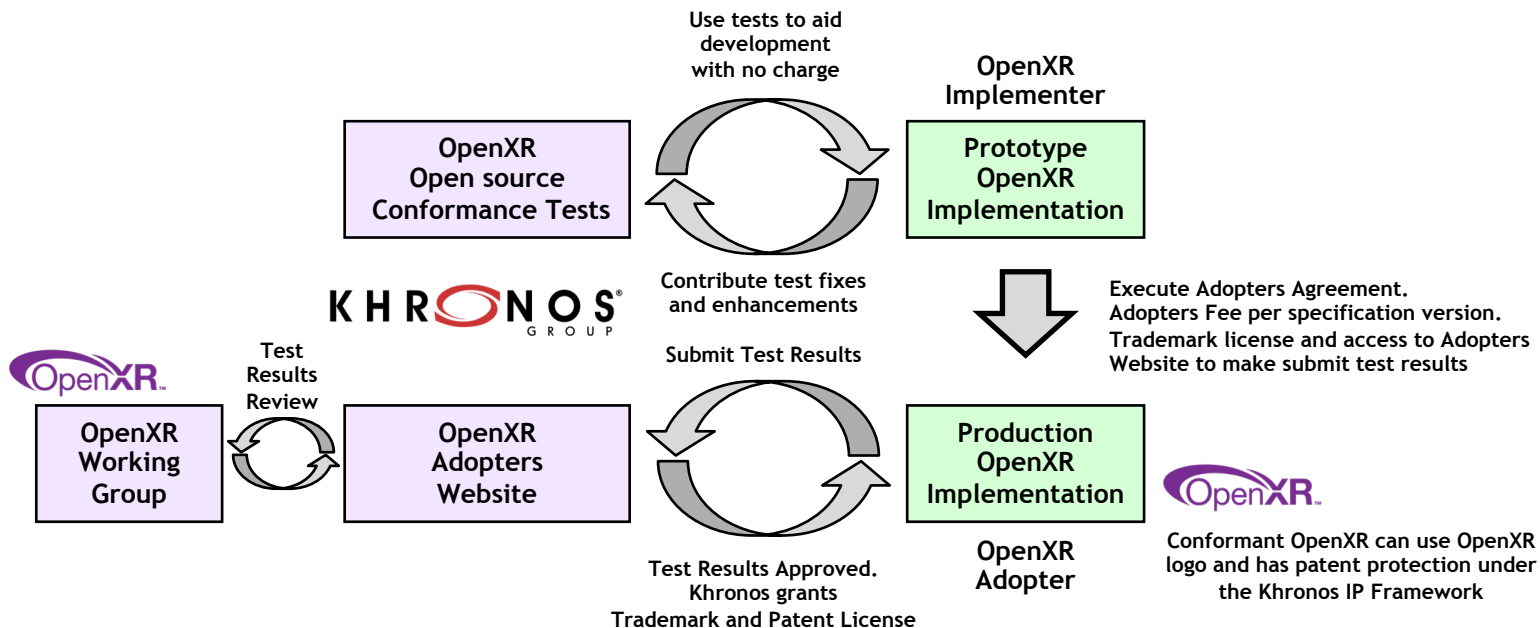 Use tests to aid
development
with no charge
OpenXR
Implementer
OpenXR
Open source
Conformance Tests
Prototype
OpenXR
Implementation
Contribute test fixes
and enhancements
KHRONOS®
GROUP
Execute Adopters Agreement.
Adopters Fee per specification version.
Trademark license and access to Adopters
Website to make submit test results
OpenXR™
Test
Results
Review
Submit Test Results
OpenXR
Working
Group
OpenXR
Adopters
Website
Production
OpenXR
Implementation
OpenXR™
OpenXR
Adopter
Test Results Approved.
Khronos grants
Trademark and Patent License
Conformant OpenXR can use OpenXR
logo and has patent protection under
the Khronos IP Framework